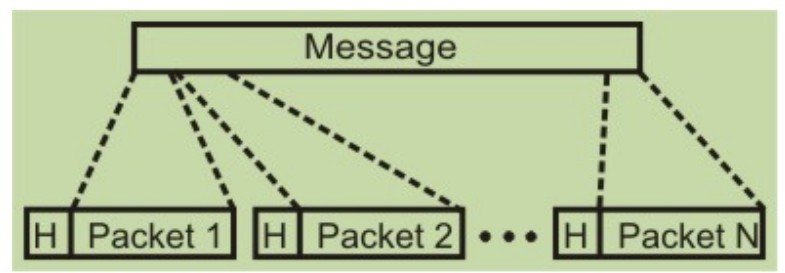 Message
H Packet 1 H Packet 2 ••• H Packet N